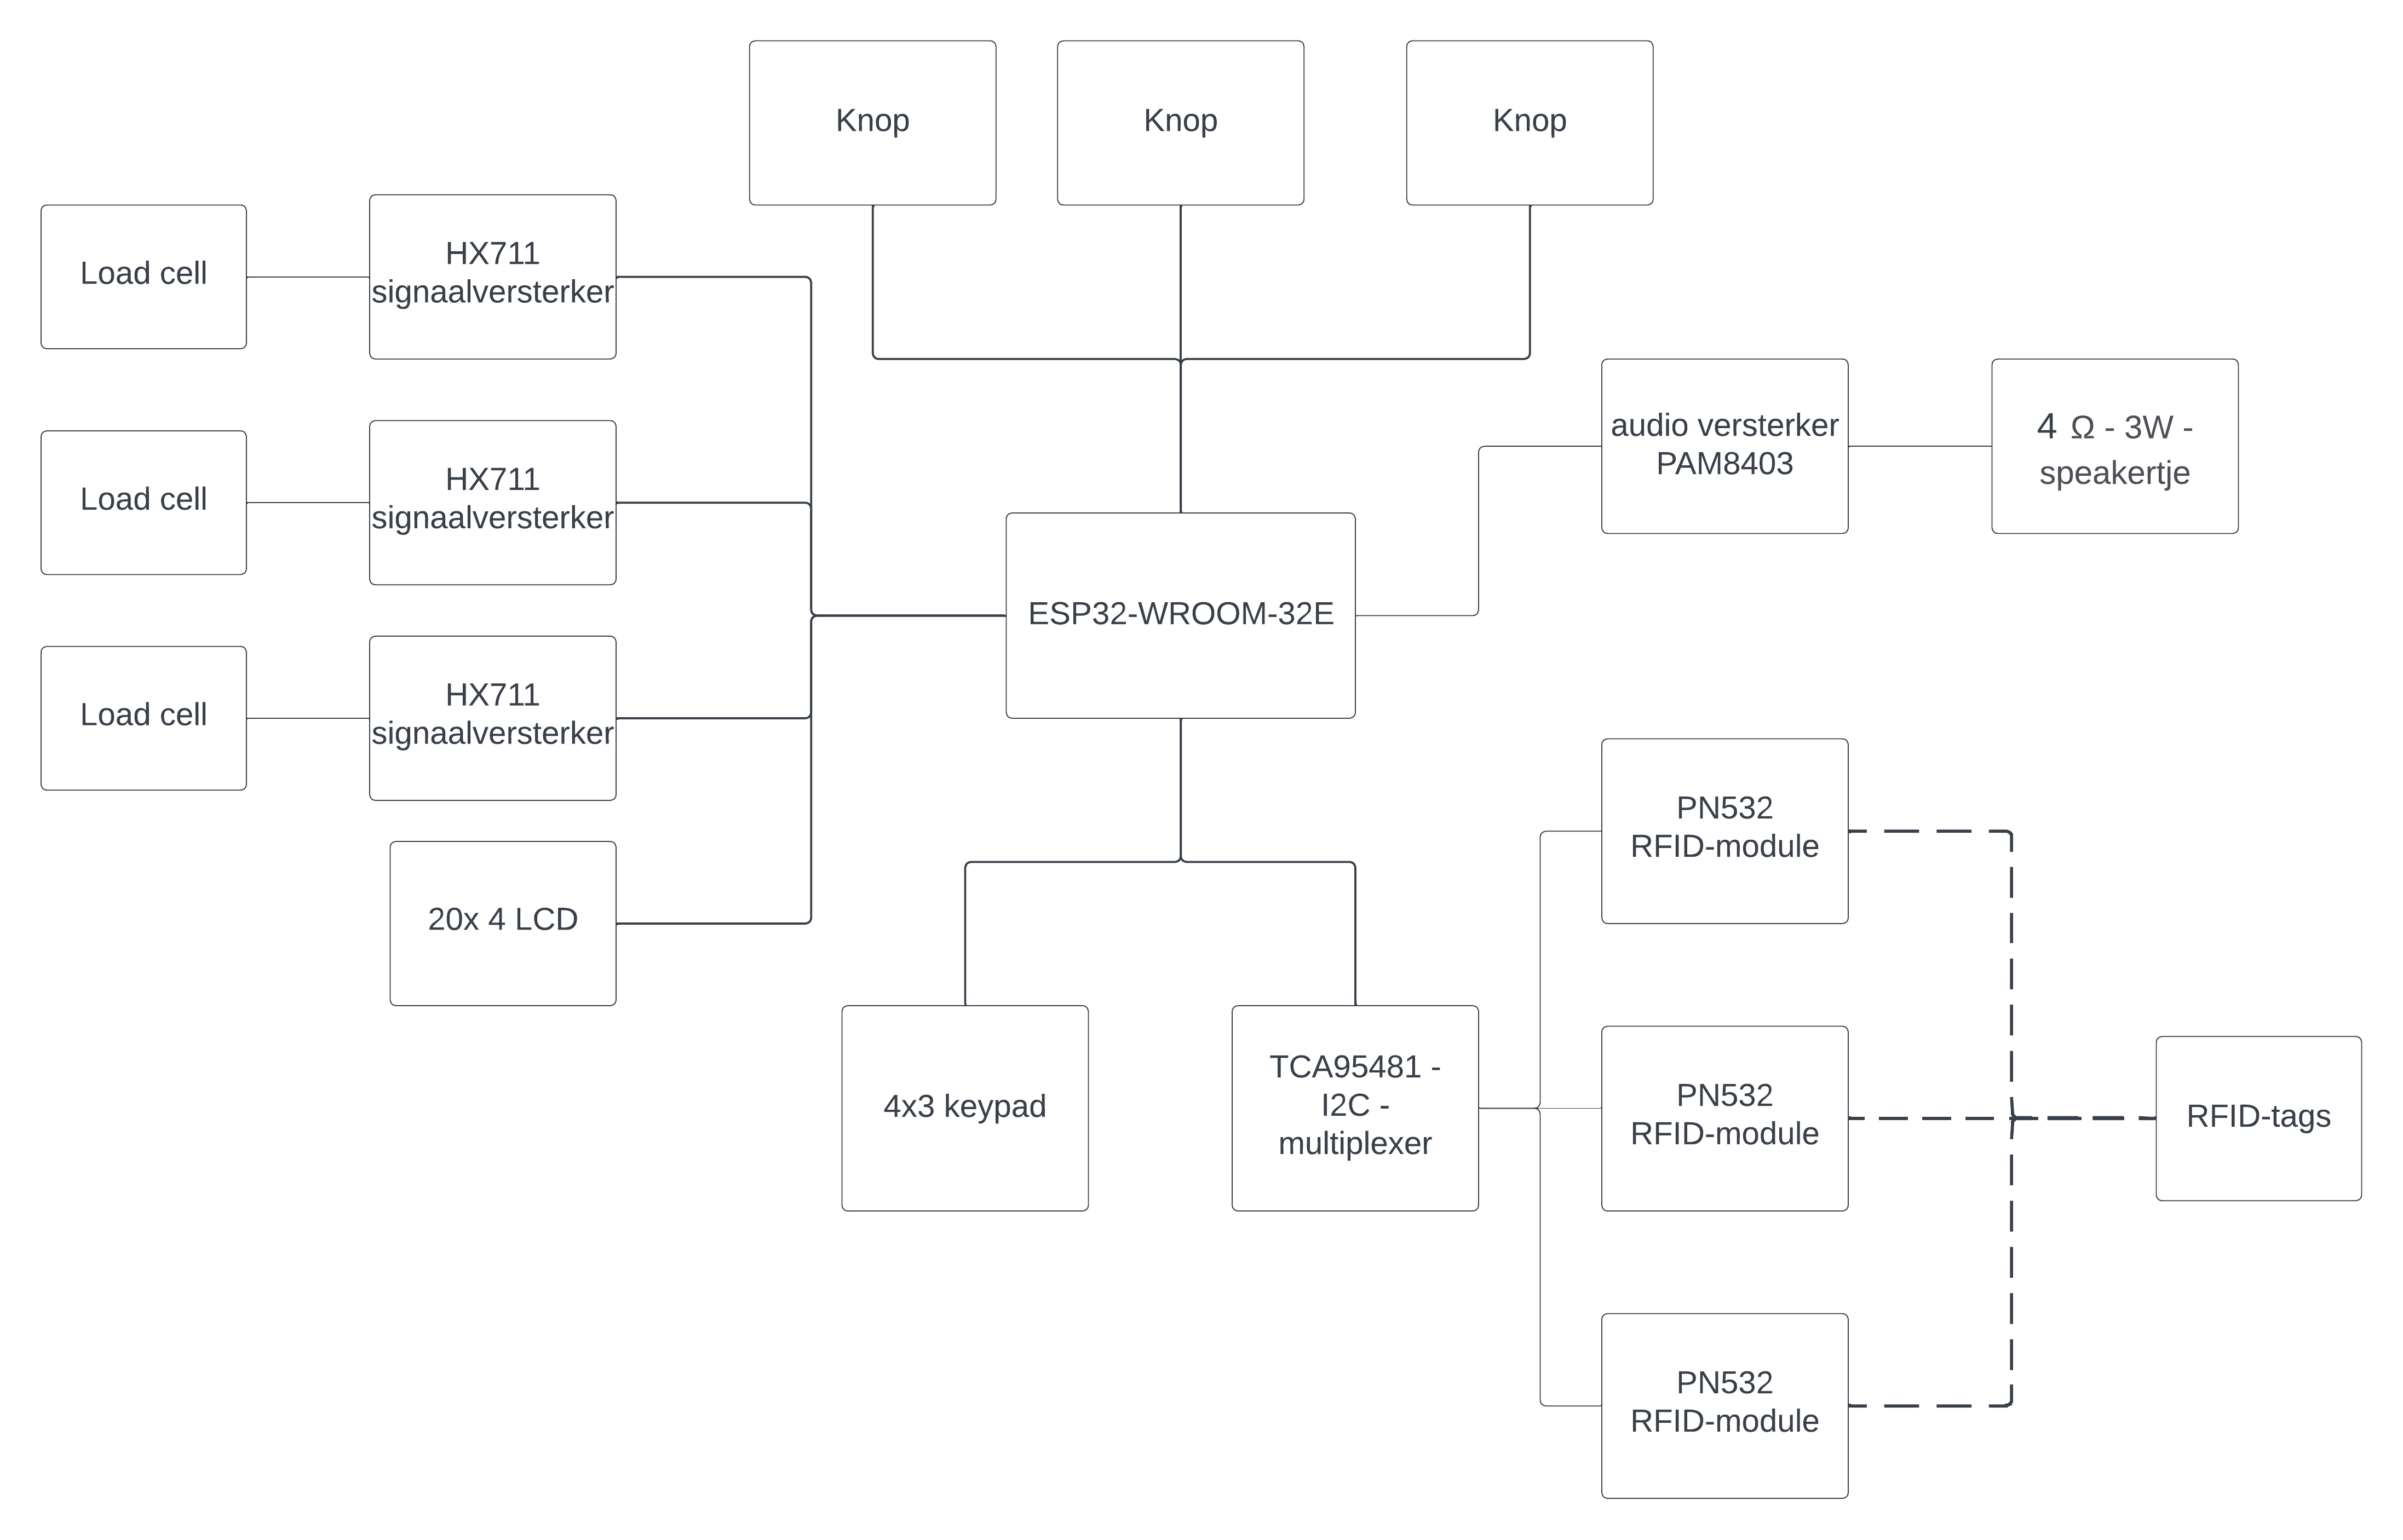 Knop
Knop
Knop
Load cell
HX711
signaalversterker
Load cell
HX711
signaalversterker
audio versterker
PAM8403
4 Ω - 3W -
speakertje
ESP32-WROOM-32E
Load cell
HX711
signaalversterker
20x 4 LCD
PN532
RFID-module
4x3 keypad
TCA95481 -
I2C -
multiplexer
PN532
RFID-module
RFID-tags
PN532
RFID-module